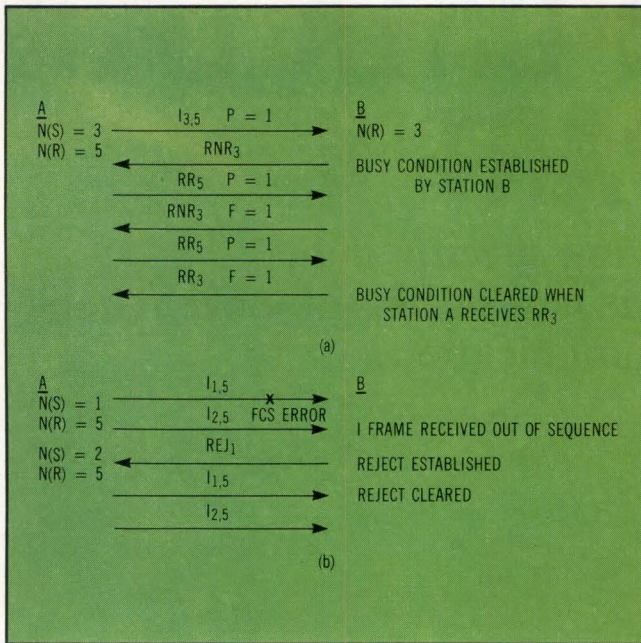 A
N(S) = 3
N(R) = 5
I3,5 P = 1
B
N(R) = 3
RNR3
BUSY CONDITION ESTABLISHED
BY STATION B
RR5 P = 1
RNR3 F = 1
RR5 P = 1
RR3 F = 1
BUSY CONDITION CLEARED WHEN
STATION A RECEIVES RR3
(a)
A
N(S) = 1
N(R) = 5
I1,5
B
x
FCS ERROR
I2,5
I FRAME RECEIVED OUT OF SEQUENCE
N(S) = 2
N(R) = 5
REJ1
REJECT ESTABLISHED
I1,5
REJECT CLEARED
I2,5
(b)